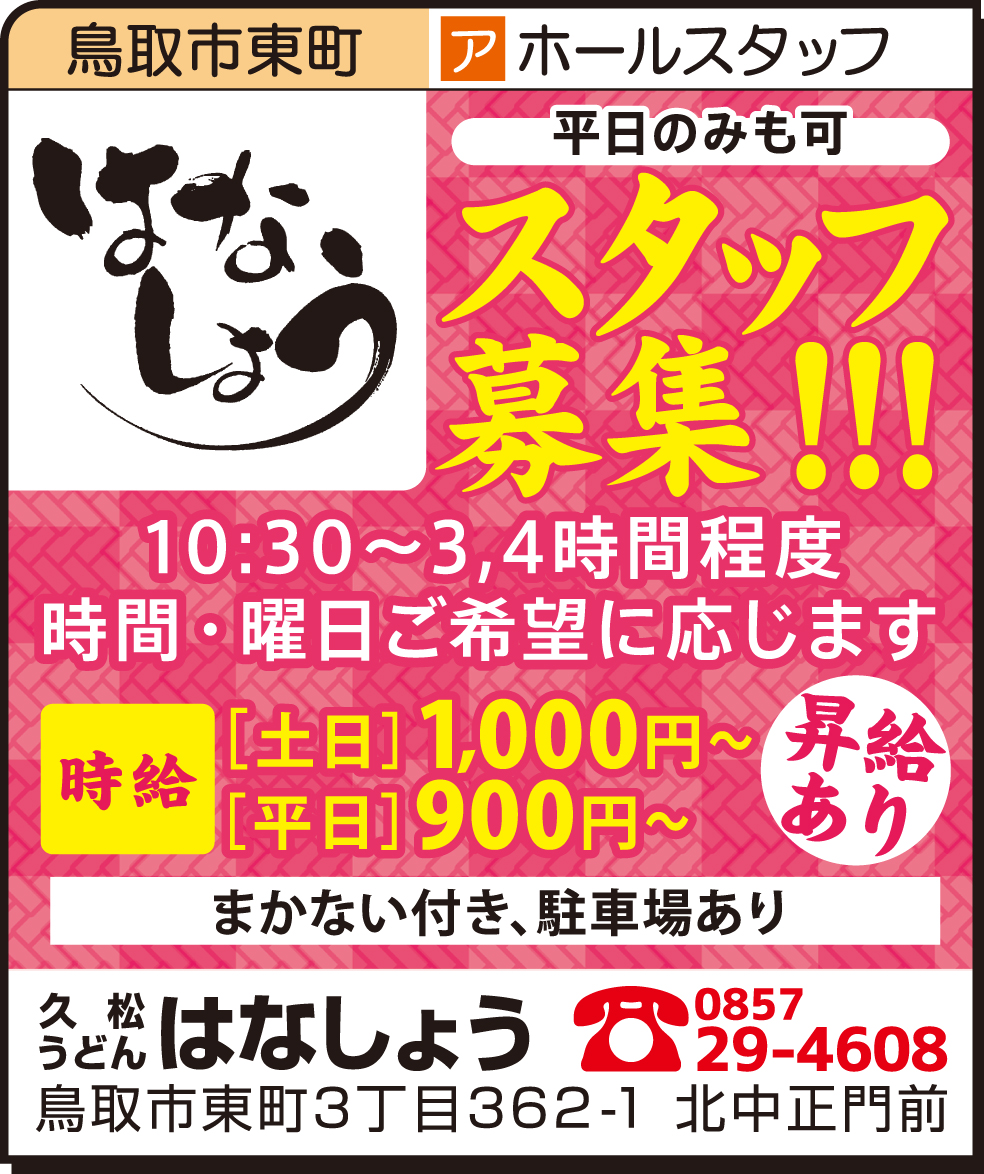 鳥取市東町
ア ホールスタッフ
はなしょう
平日のみも可
スタッフ
募集!!!
10:30～3,4時間程度
時間・曜日ご希望に応じます
時給
[土日]1,000円～
[平日]900円～
昇給
あり
まかない付き、駐車場あり
久松
うどん
はなしょう
0857
29-4608
鳥取市東町3丁目362-1 北中正門前